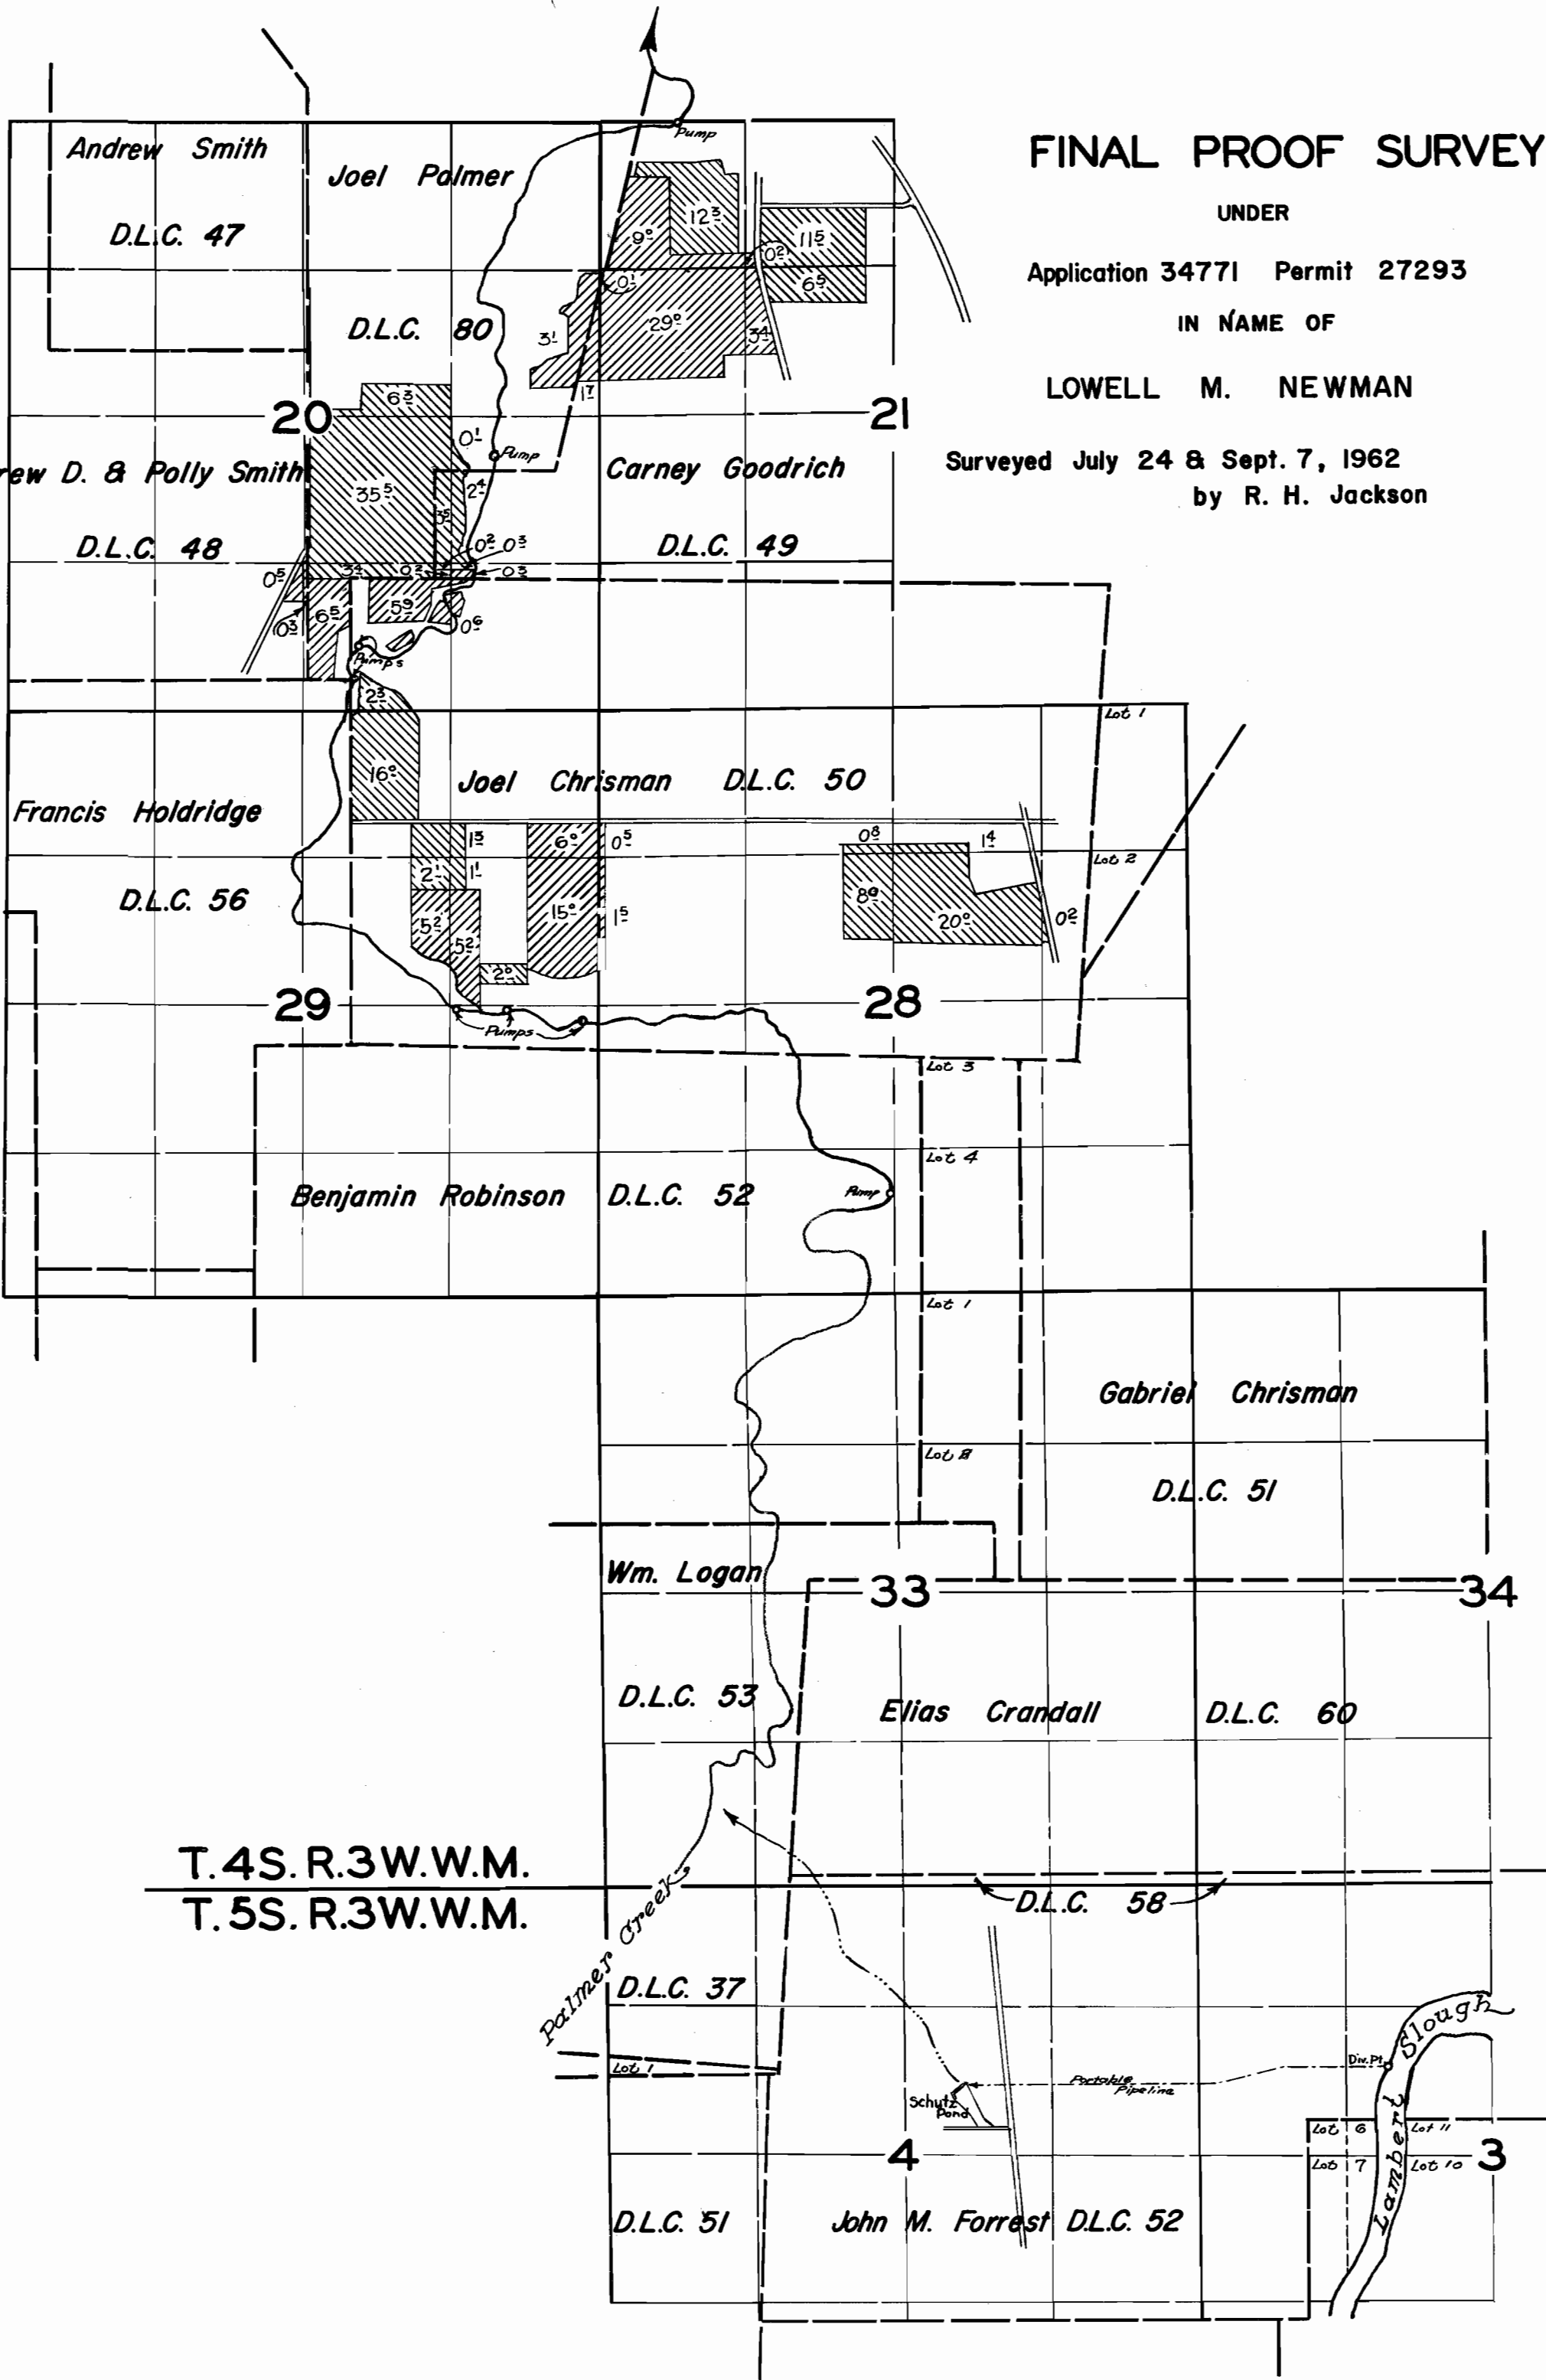 FINAL PROOF SURVEY
UNDER
Application 34771 Permit 27293
IN NAME OF
LOWELL M. NEWMAN
Surveyed July 24 & Sept. 7, 1962
by R. H. Jackson
Andrew Smith
D.L.C. 47
Joel Palmer
D.L.C. 80
Pump
12 3
9 0
0 1
0 2
11 5
6 5
29 0
3 4
3 1
1 7
20
21
6 3
0 1
Pump
35 5
2 4
3 5
rew D. & Polly Smith
D.L.C. 48
Carney Goodrich
D.L.C. 49
0 2
0 3
0 5
3 4
0 2
0 3
0 3
6 5
5 9
0 6
Pumps
2 3
16 0
Joel Chrisman D.L.C. 50
Lot 1
Francis Holdridge
D.L.C. 56
1 3
6 0
0 5
2 1
1 1
0 8
1 4
Lot 2
5 2
5 2
15 0
1 5
8 9
20 0
0 2
2 0
29
28
Pumps
Lot 3
Lot 4
Benjamin Robinson D.L.C. 52
Pump
Lot 1
Gabriel Chrisman
D.L.C. 51
Wm. Logan
33
34
D.L.C. 53
Elias Crandall D.L.C. 60
T. 4S. R. 3W. W.M.
T. 5S. R. 3W. W.M.
Palmer Creek
D.L.C. 58
D.L.C. 37
Lot 1
Slough
Div. Pt.
Portable
Pipeline
Schutz
Pond
Lot 6
Lot 11
Lot 7
Lot 10
Lambert
4
3
D.L.C. 51
John M. Forrest D.L.C. 52